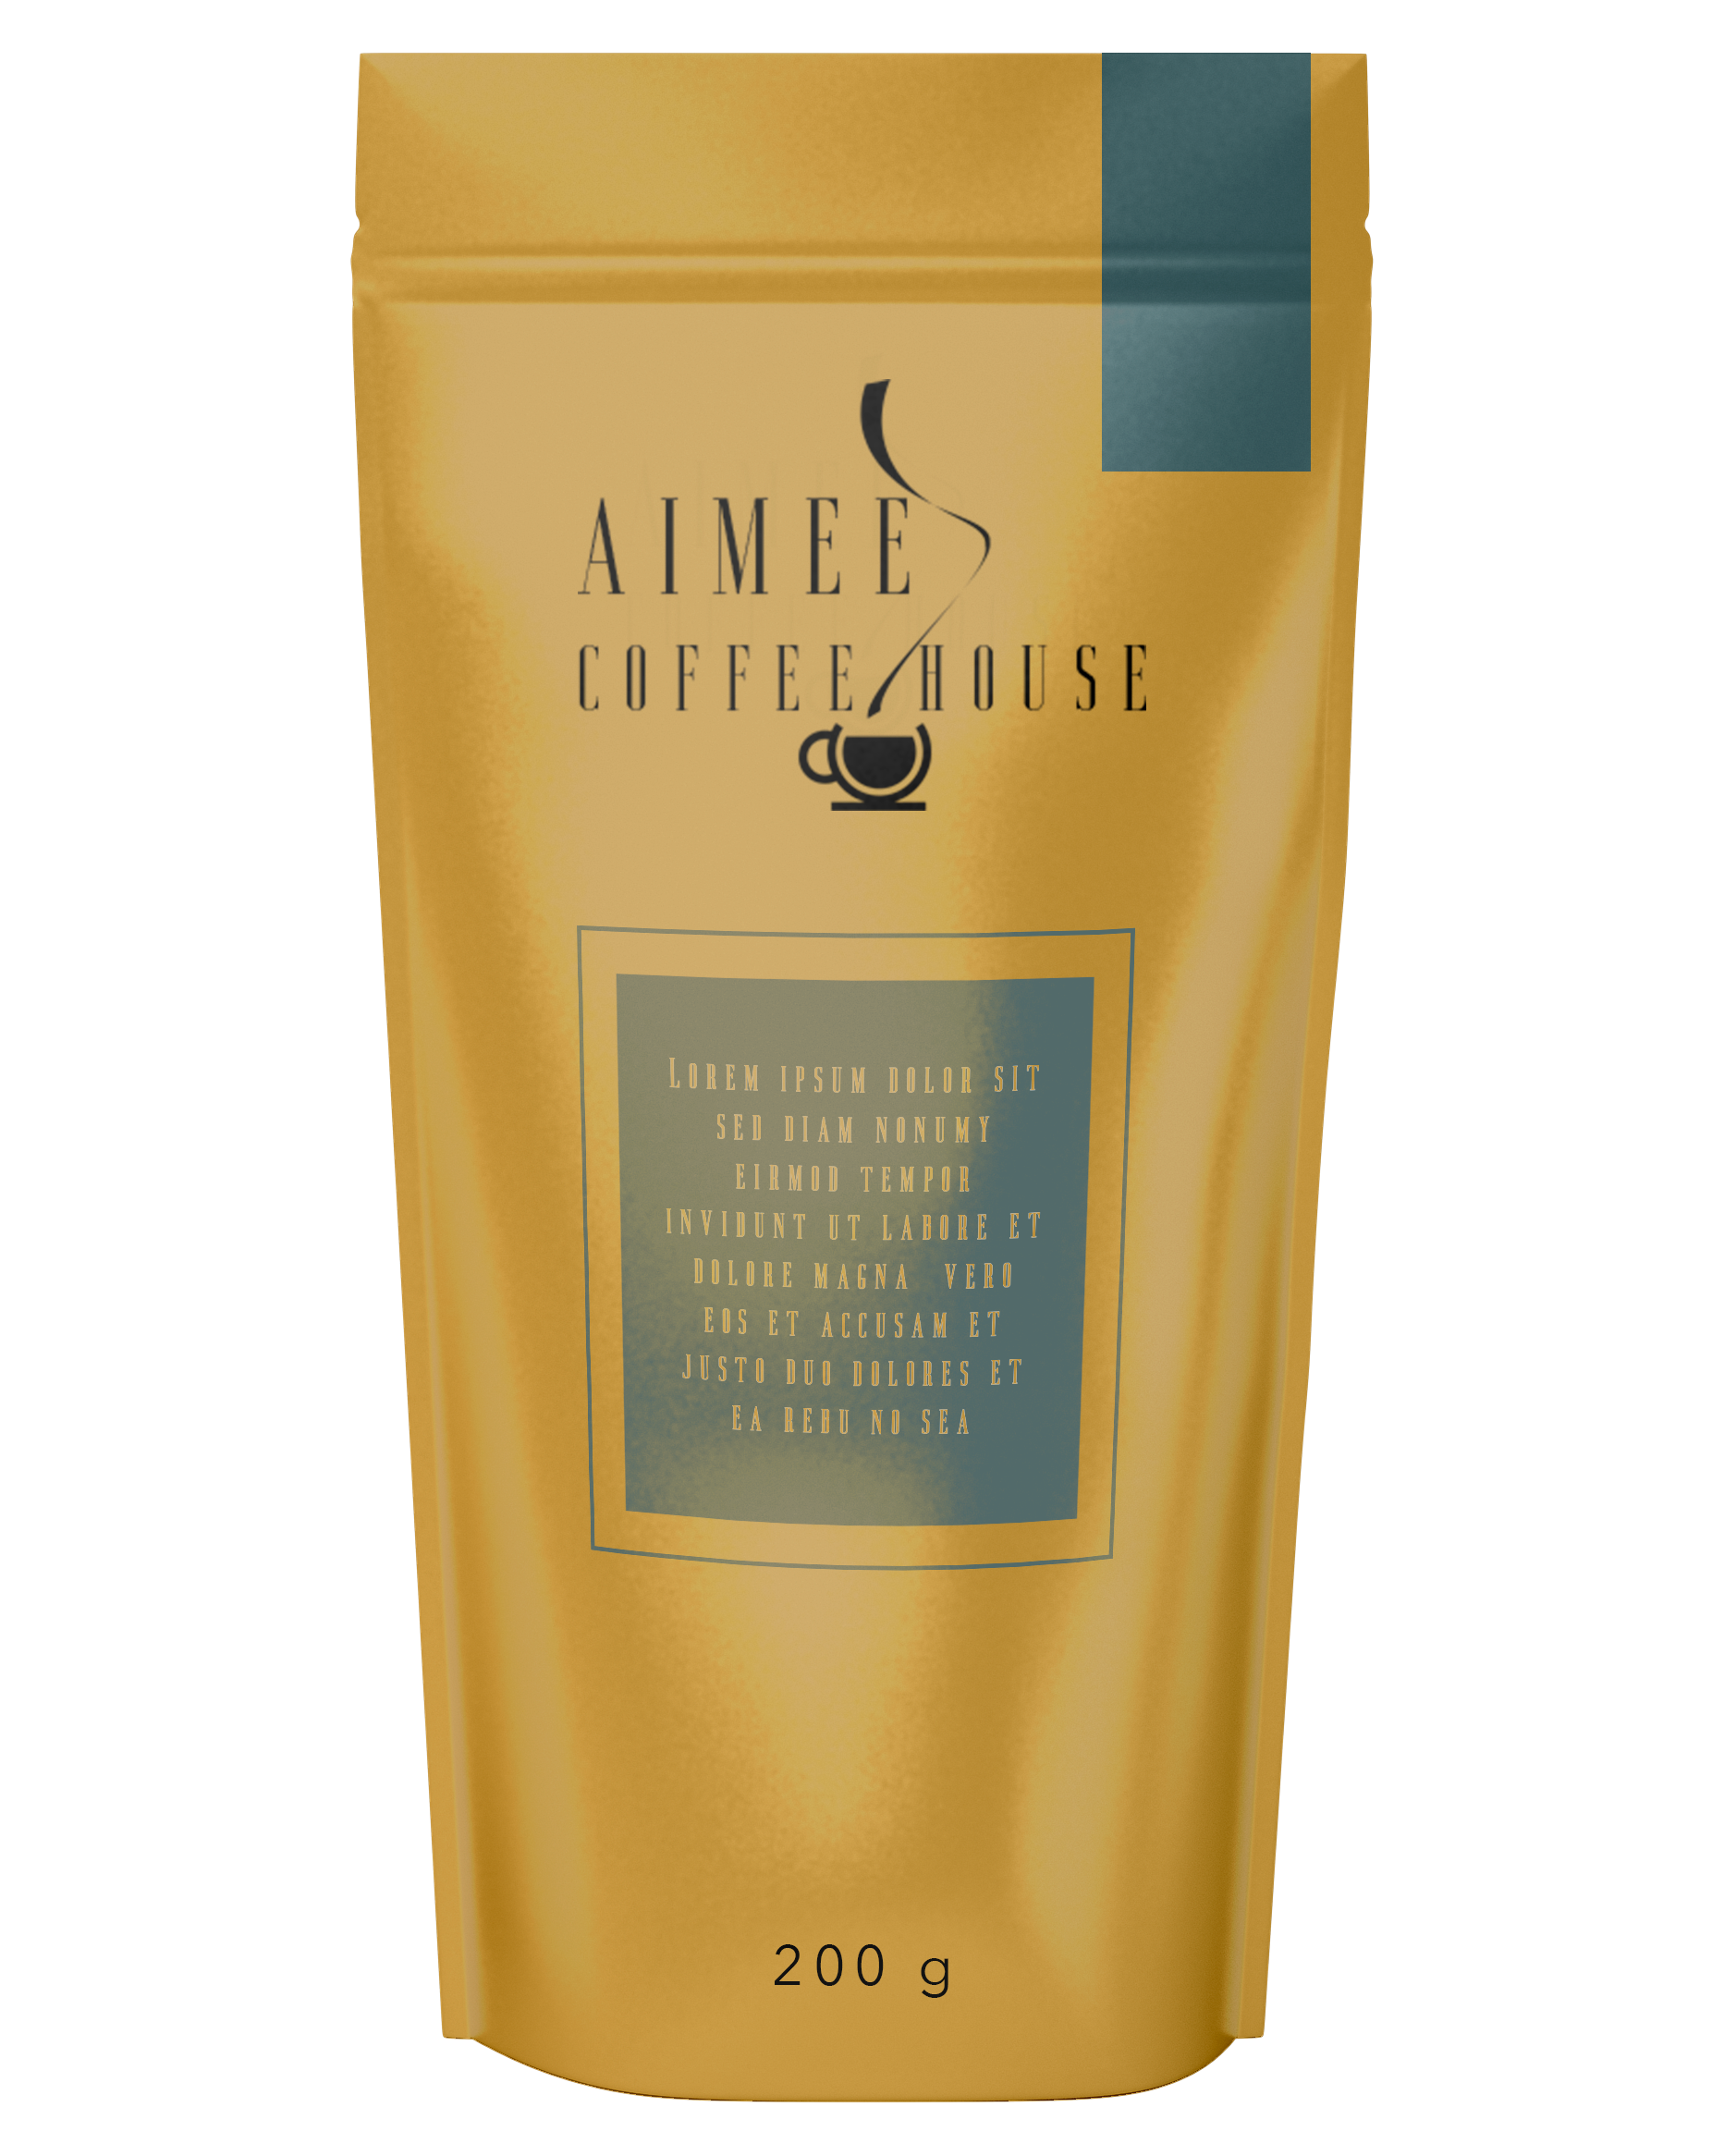 AIMEE
COFFEE HOUSE
LOREM IPSUM DOLOR SIT
SED DIAM NONUMY
EIRMOD TEMPOR
INVIDUNT UT LABORE ET
DOLORE MAGNA VERO
EOS ET ACCUSAM ET
JUSTO DUO DOLORES ET
EA REBU NO SEA
200 g